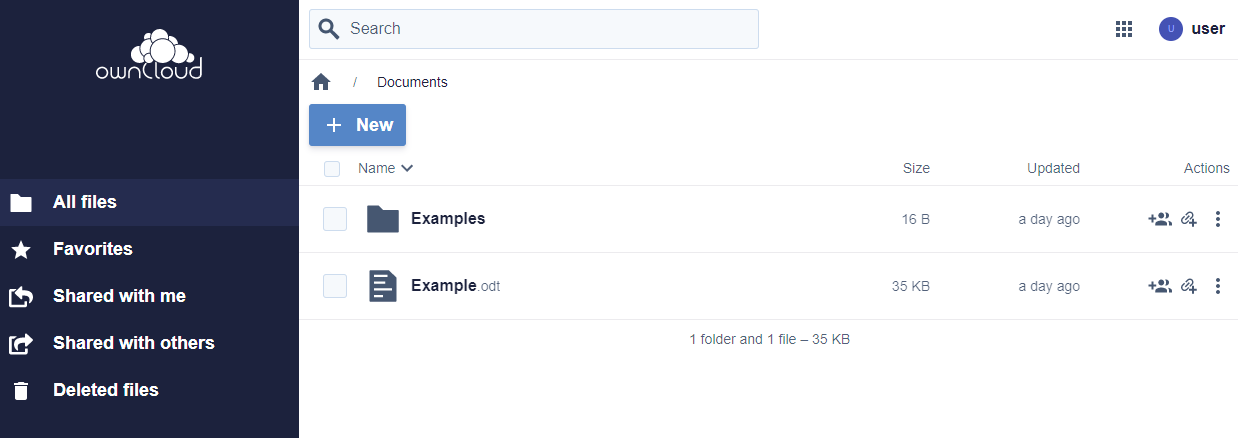 ownCloud
All files
Favorites
Shared with me
Shared with others
Deleted files
Search
U user
/ Documents
+ New
Name Size Updated Actions
Examples 16 B a day ago
Example.odt 35 KB a day ago
1 folder and 1 file – 35 KB